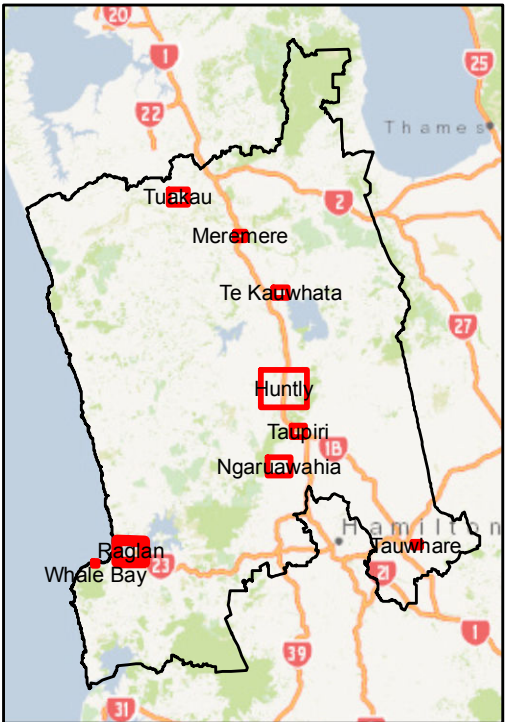 20
1
25
22
Thames
Tuakau
2
Meremere
Te Kauwhata
27
Huntly
Taupiri
1B
Ngaruawahia
Hamilton
Tauwhare
Raglan
23
Whale Bay
21
1
39
31